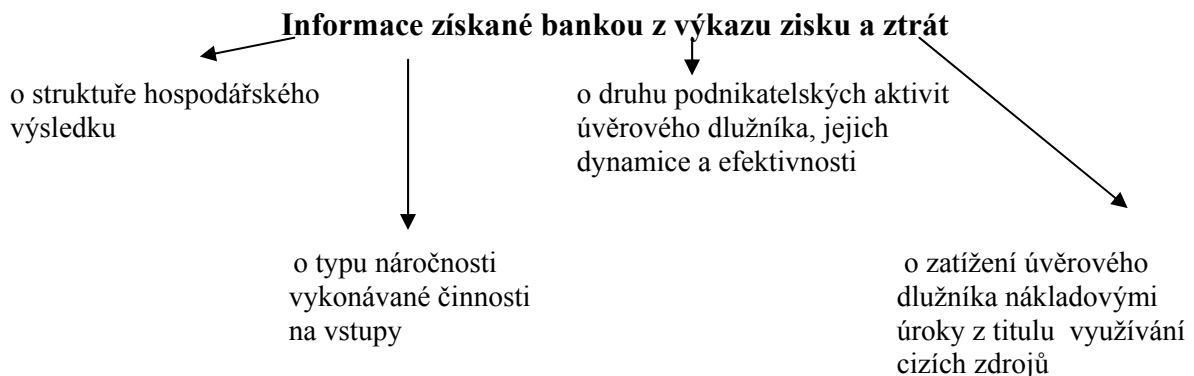 Informace získané bankou z výkazu zisku a ztrát
o struktuře hospodářského
výsledku
o druhu podnikatelských aktivit
úvěrového dlužníka, jejich
dynamice a efektivnosti
o typu náročnosti
vykonávané činnosti
na vstupy
o zatížení úvěrového
dlužníka nákladovými
úroky z titulu využívání
cizích zdrojů